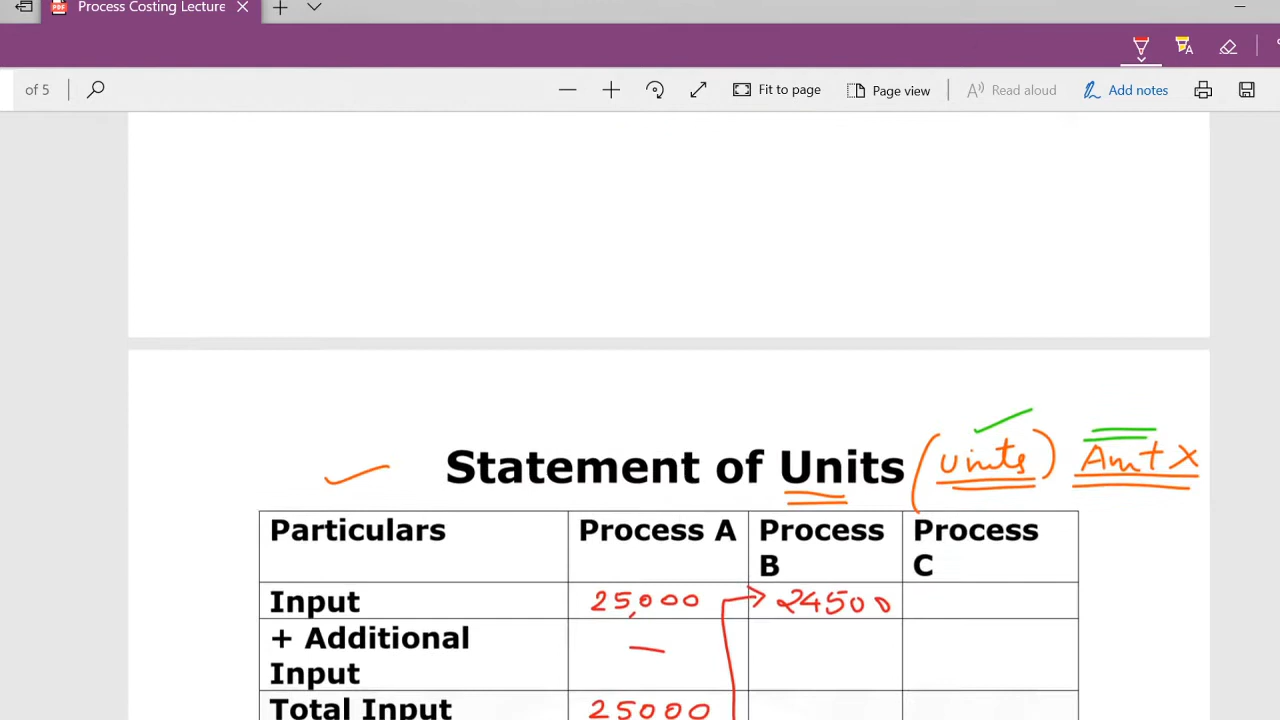 Process Costing Lecture
of 5
Fit to page
Page view
Read aloud
Add notes
Statement of Units (units) Amt X
Particulars Process A Process B Process C
Input 25,000 24500
+ Additional Input —
Total Input 25000